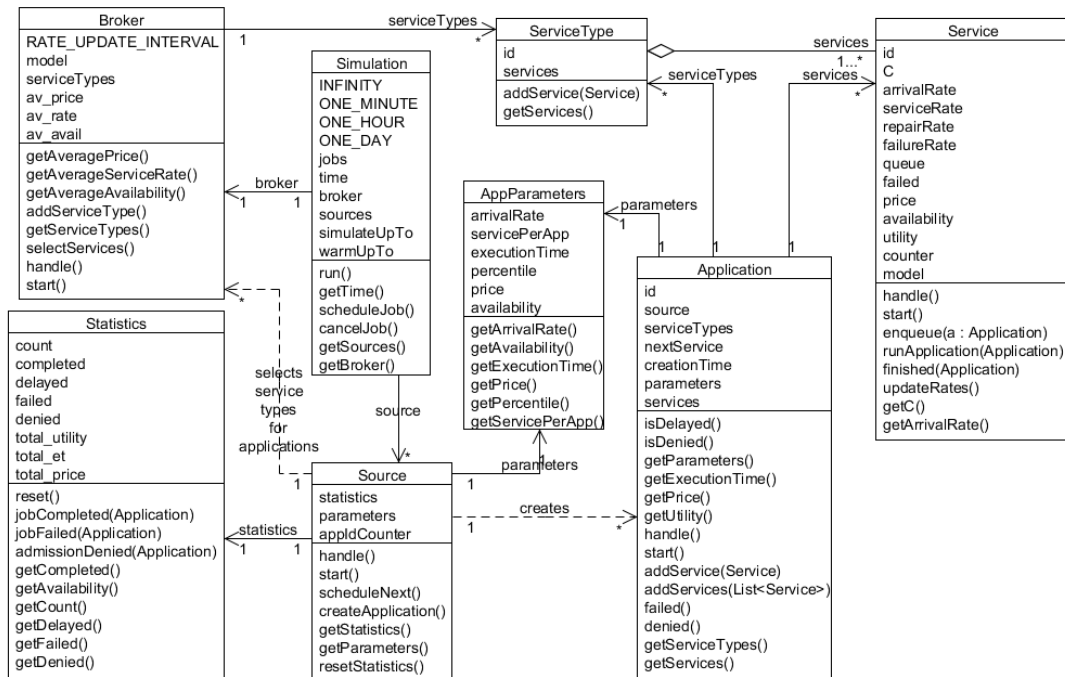 Broker
RATE_UPDATE_INTERVAL
model
serviceTypes
av_price
av_rate
av_avail
getAveragePrice()
getAverageServiceRate()
getAverageAvailability()
addServiceType()
getServiceTypes()
selectServices()
handle()
start()
1
serviceTypes
*
ServiceType
id
services
addService(Service)
getServices()
services
1...*
Service
id
C
arrivalRate
serviceRate
repairRate
failureRate
queue
failed
price
availability
utility
counter
model
handle()
start()
enqueue(a : Application)
runApplication(Application)
finished(Application)
updateRates()
getC()
getArrivalRate()
serviceTypes
*
1
services
*
1
Simulation
INFINITY
ONE_MINUTE
ONE_HOUR
ONE_DAY
jobs
time
broker
sources
simulateUpTo
warmUpTo
run()
getTime()
scheduleJob()
cancelJob()
getSources()
getBroker()
broker
1
1
source
*
AppParameters
arrivalRate
servicePerApp
executionTime
percentile
price
availability
getArrivalRate()
getAvailability()
getExecutionTime()
getPrice()
getPercentile()
getServicePerApp()
parameters
1
1
Application
id
source
serviceTypes
nextService
creationTime
parameters
services
isDelayed()
isDenied()
getParameters()
getExecutionTime()
getPrice()
getUtility()
handle()
start()
addService(Service)
addServices(List<Service>)
failed()
denied()
getServiceTypes()
getServices()
*
selects
service
types
for
applications
1
Statistics
count
completed
delayed
failed
denied
total_utility
total_et
total_price
reset()
jobCompleted(Application)
jobFailed(Application)
admissionDenied(Application)
getCompleted()
getAvailability()
getCount()
getDelayed()
getFailed()
getDenied()
statistics
1
1
Source
statistics
parameters
appIdCounter
handle()
start()
scheduleNext()
createApplication()
getStatistics()
getParameters()
resetStatistics()
1
parameters
1
creates
1
*